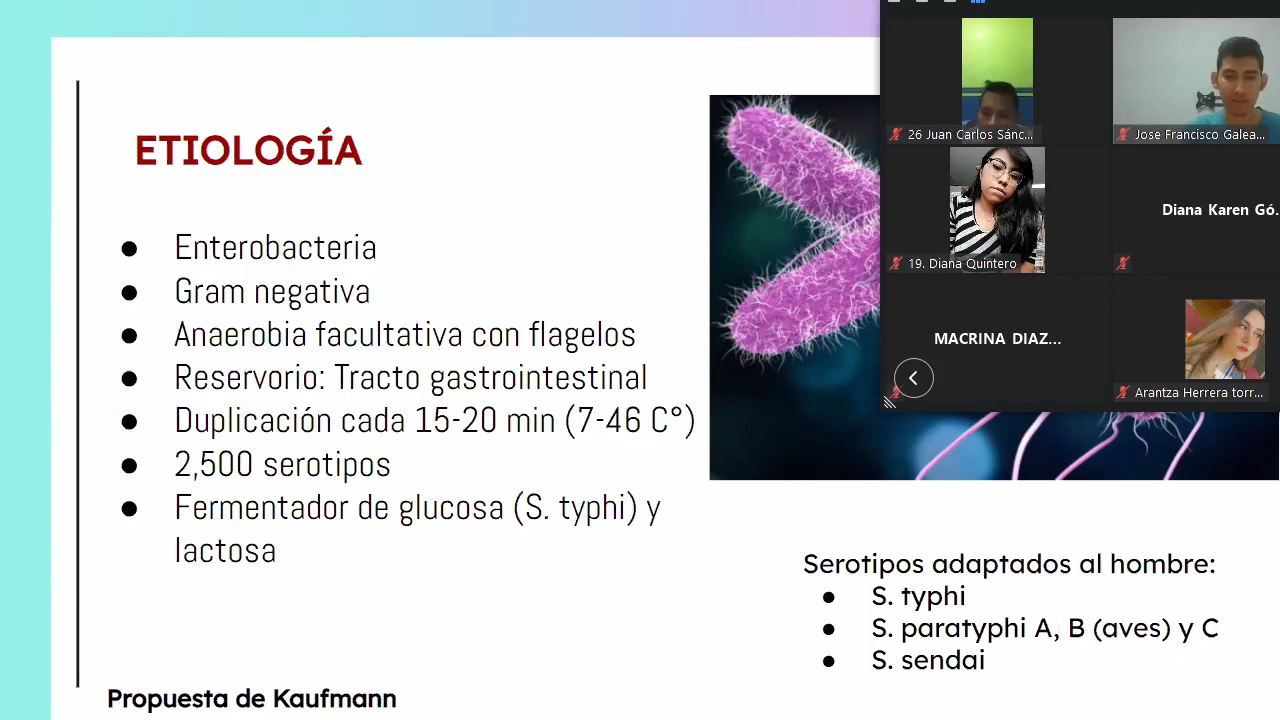 ETIOLOGÍA
● Enterobacteria
● Gram negativa
● Anaerobia facultativa con flagelos
● Reservorio: Tracto gastrointestinal
● Duplicación cada 15-20 min (7-46 C°)
● 2,500 serotipos
● Fermentador de glucosa (S. typhi) y
lactosa
Propuesta de Kaufmann
26 Juan Carlos Sánc...
Jose Francisco Galea...
19. Diana Quintero
Diana Karen Gó.
MACRINA DIAZ...
Arantza Herrera torr...
Serotipos adaptados al hombre:
● S. typhi
● S. paratyphi A, B (aves) y C
● S. sendai